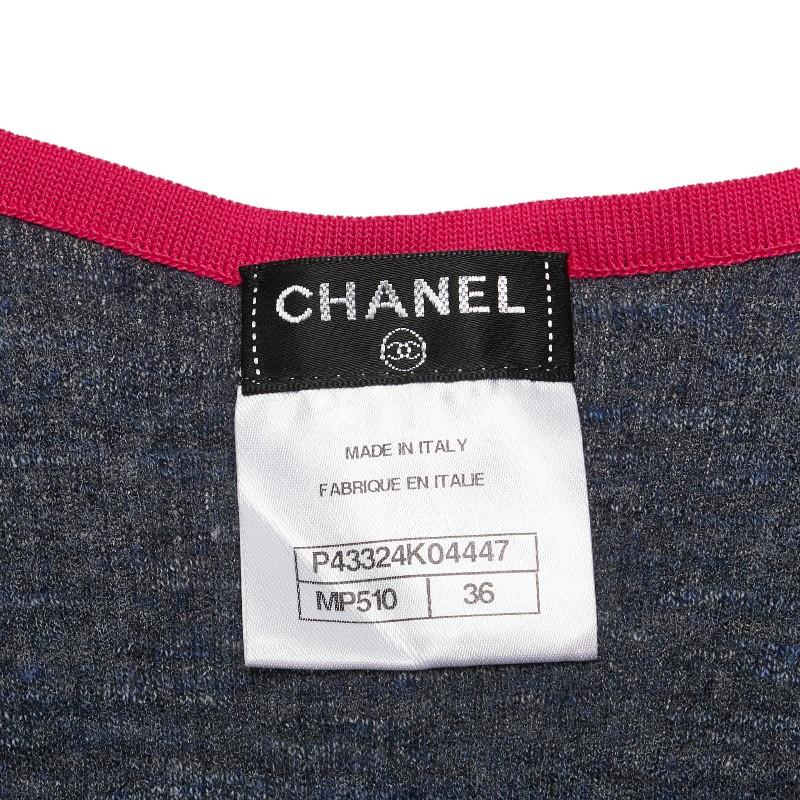 CHANEL
MADE IN ITALY
FABRIQUE EN ITALIE
P43324K04447
MP510 36